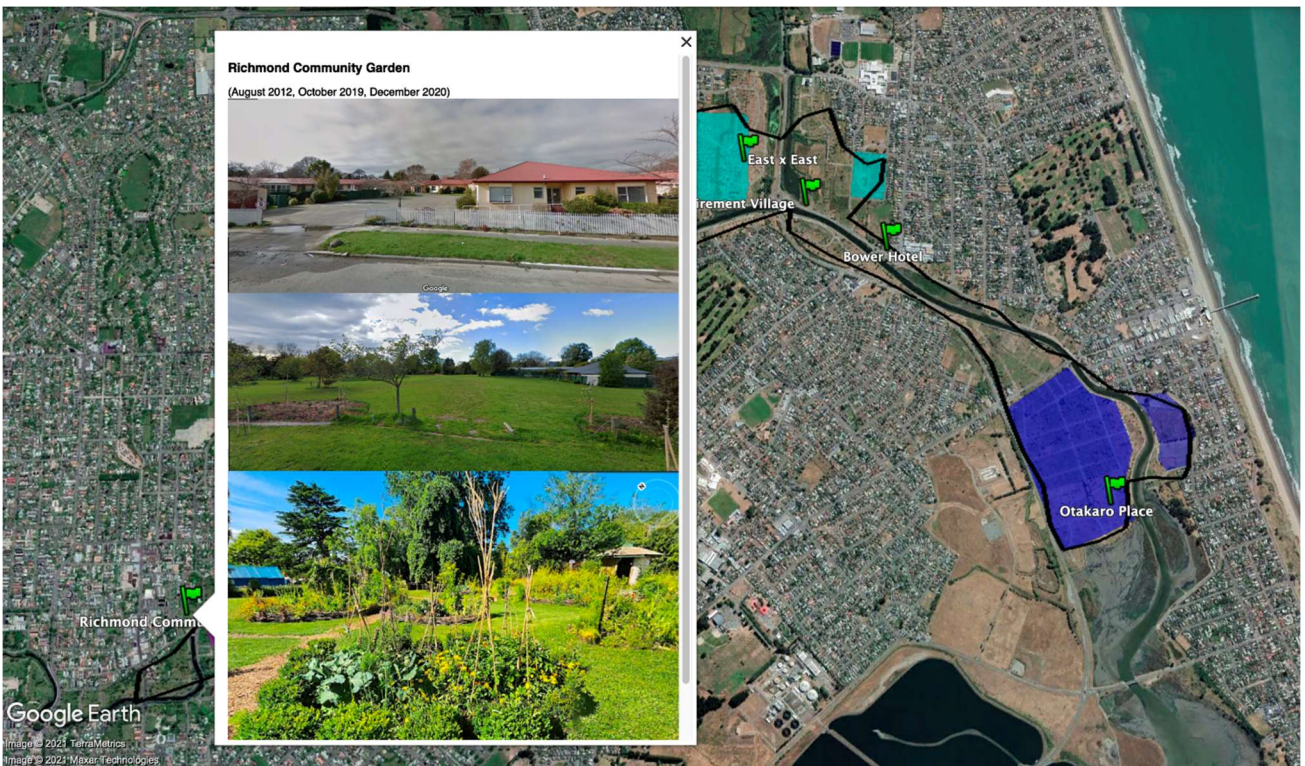 ×
Richmond Community Garden
(August 2012, October 2019, December 2020)
Google
East x East
irement Village
Bower Hotel
Otakaro Place
Richmond Commu
Google Earth
Image © 2021 TerraMetrics
Image © 2021 Maxar Technologies